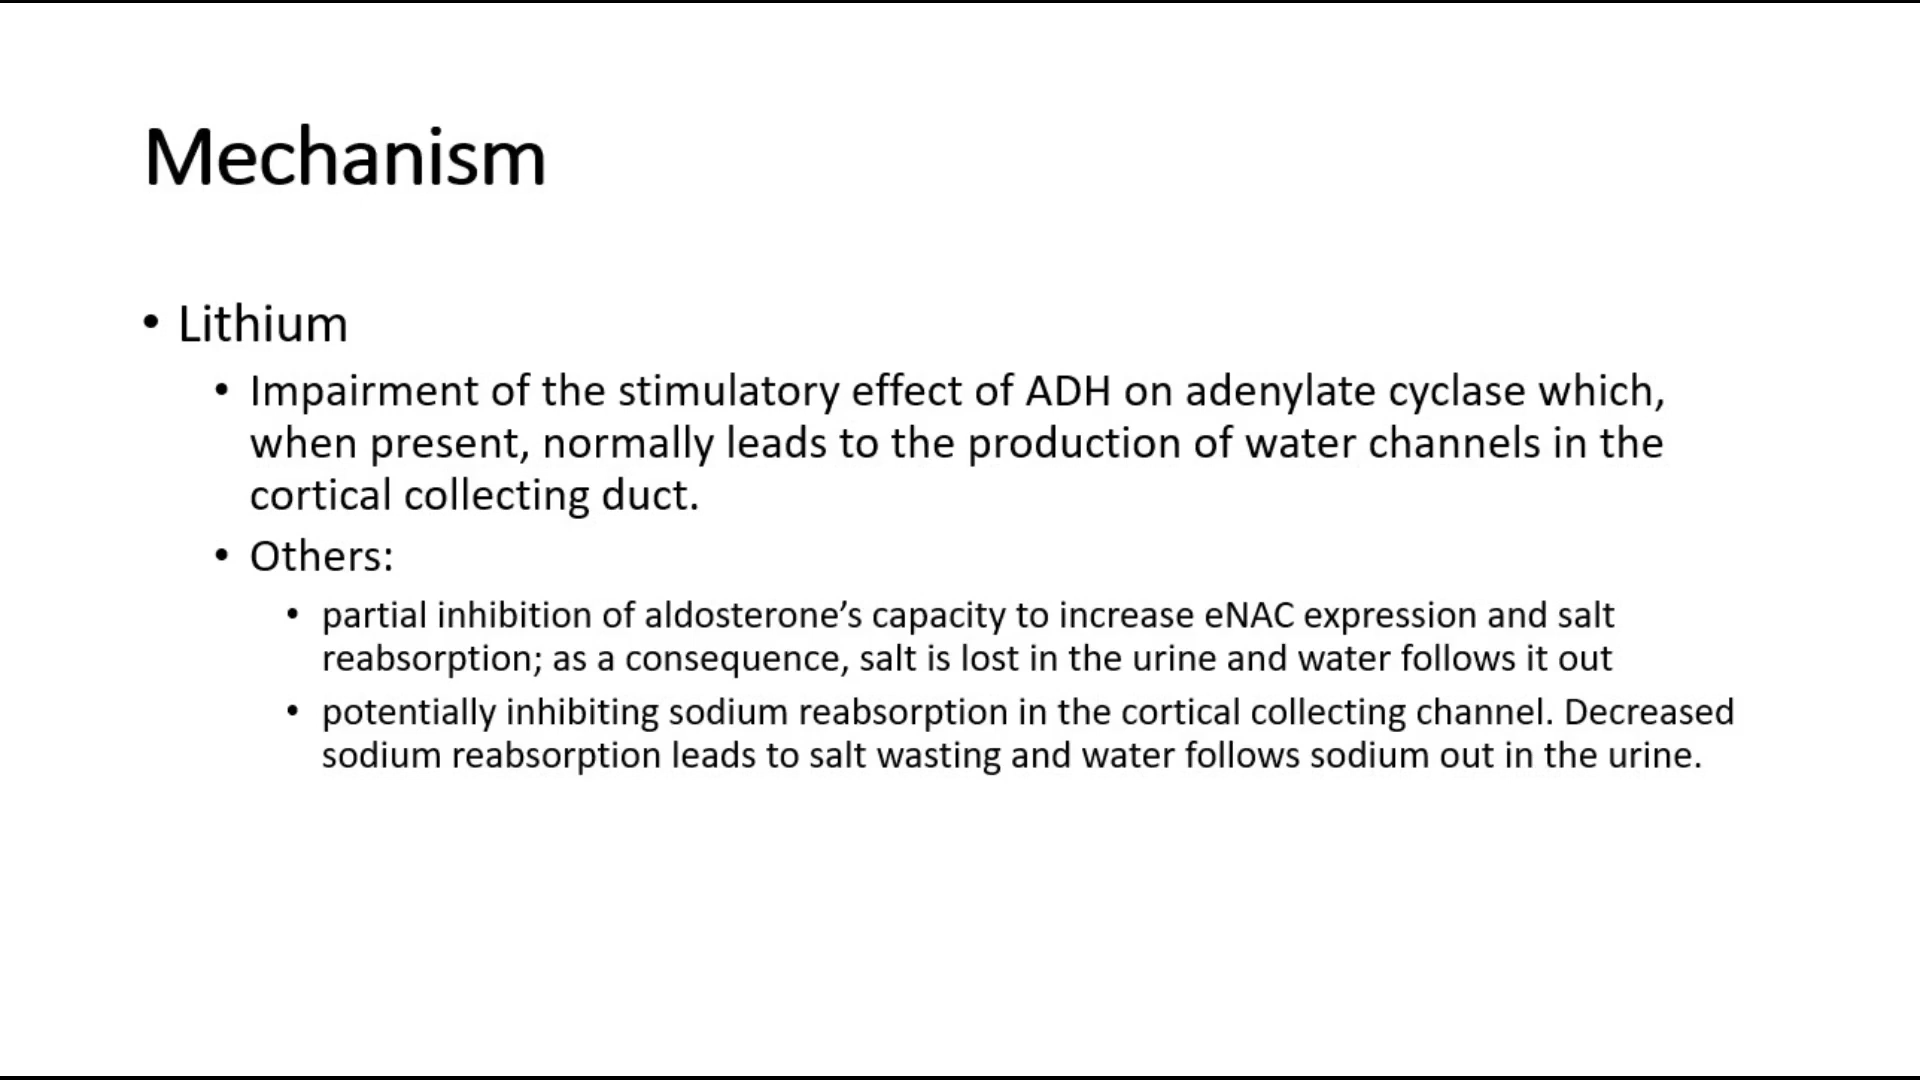 Mechanism
• Lithium
• Impairment of the stimulatory effect of ADH on adenylate cyclase which,
when present, normally leads to the production of water channels in the
cortical collecting duct.
• Others:
• partial inhibition of aldosterone’s capacity to increase eNAC expression and salt
reabsorption; as a consequence, salt is lost in the urine and water follows it out
• potentially inhibiting sodium reabsorption in the cortical collecting channel. Decreased
sodium reabsorption leads to salt wasting and water follows sodium out in the urine.